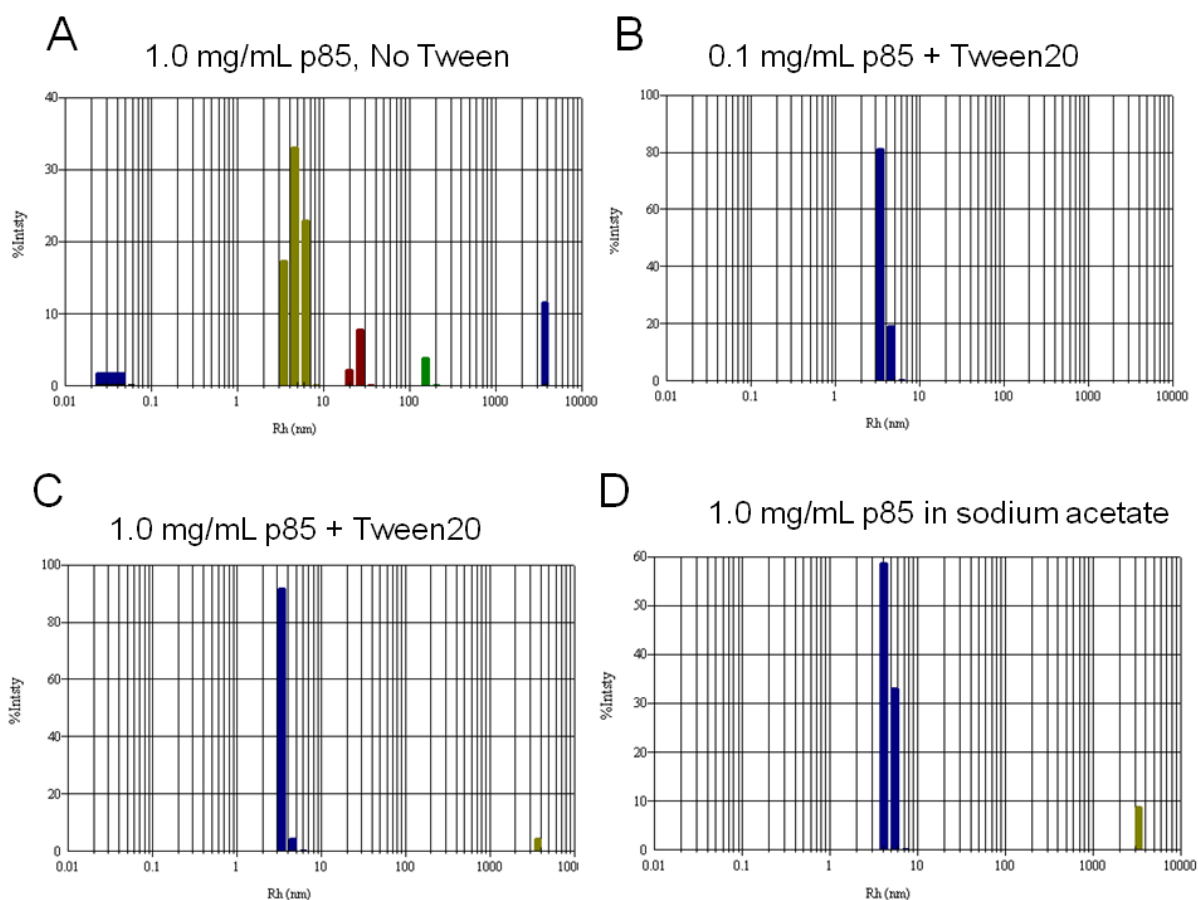 A
1.0 mg/mL p85, No Tween
40
30
20
10
0
%Intsty
0.01 0.1 1 10 100 1000 10000
Rh (nm)
B
0.1 mg/mL p85 + Tween20
100
80
60
40
20
0
%Intsty
0.01 0.1 1 10 100 1000 10000
Rh (nm)
C
1.0 mg/mL p85 + Tween20
100
80
60
40
20
0
%Intsty
0.01 0.1 1 10 100 1000 1000
Rh (nm)
D
1.0 mg/mL p85 in sodium acetate
60
50
40
30
20
10
0
%Intsty
0.01 0.1 1 10 100 1000 10000
Rh (nm)